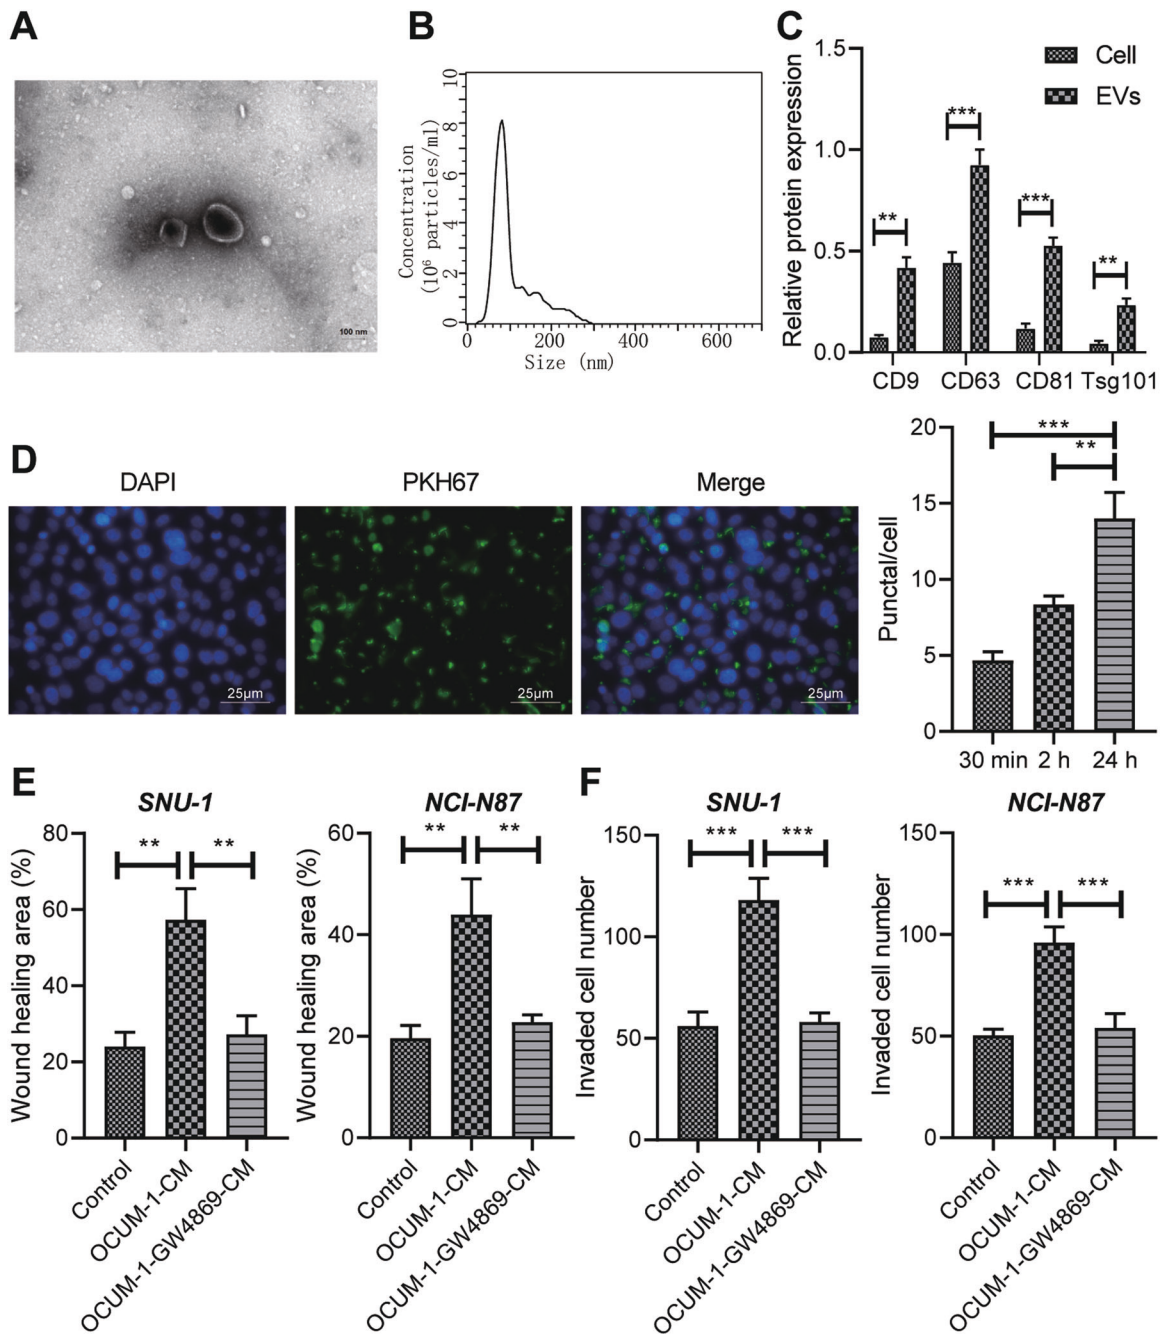 A
100 nm
B
Concentration
(10⁶ particles/ml)
10
8
6
4
2
0
0 200 400 600
Size (nm)
C
Relative protein expression
1.5
1.0
0.5
0.0
Cell
EVs
** *** *** **
CD9 CD63 CD81 Tsg101
D
DAPI PKH67 Merge
25μm 25μm 25μm
Punctal/cell
20
15
10
5
0
***
**
30 min 2 h 24 h
E
SNU-1
Wound healing area (%)
80
60
40
20
0
** **
Control
OCUM-1-CM
OCUM-1-GW4869-CM
NCI-N87
Wound healing area (%)
60
40
20
0
** **
Control
OCUM-1-CM
OCUM-1-GW4869-CM
F
SNU-1
Invaded cell number
150
100
50
0
*** ***
Control
OCUM-1-CM
OCUM-1-GW4869-CM
NCI-N87
Invaded cell number
150
100
50
0
*** ***
Control
OCUM-1-CM
OCUM-1-GW4869-CM